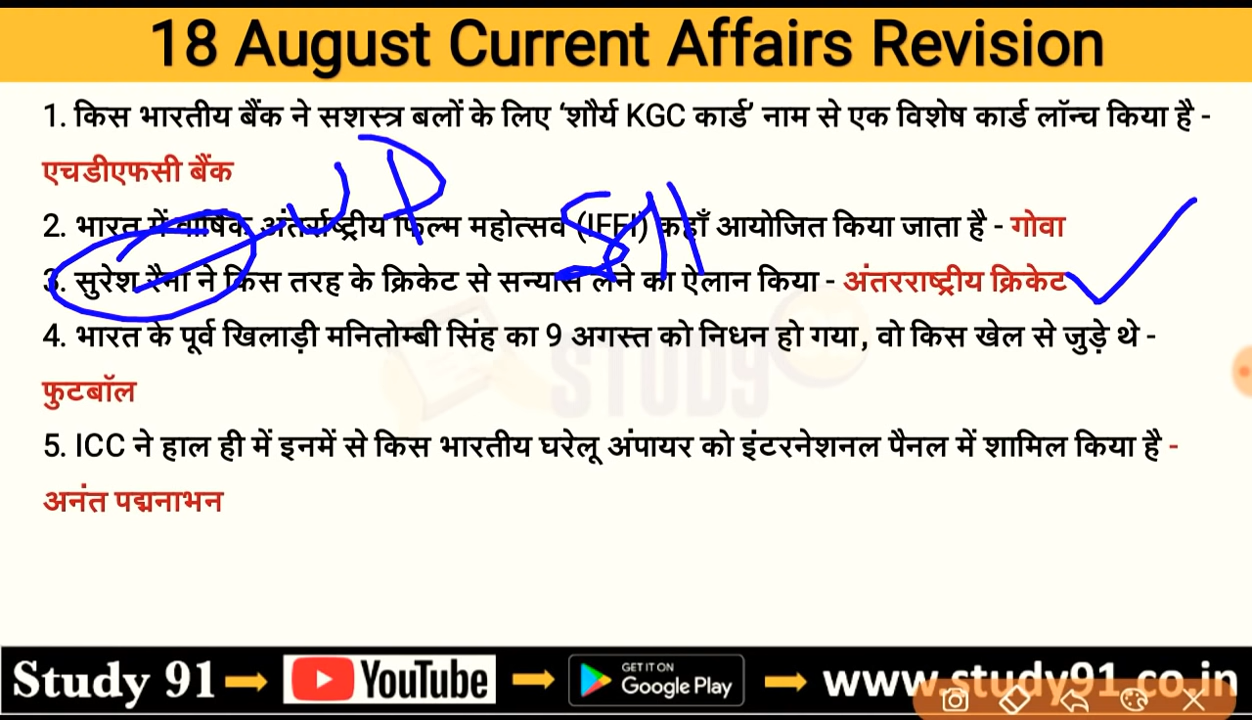 18 August Current Affairs Revision
1. किस भारतीय बैंक ने सशस्त्र बलों के लिए ‘शौर्य KGC कार्ड’ नाम से एक विशेष कार्ड लॉन्च किया है -
एचडीएफसी बैंक
UP
2. भारत में वार्षिक अंतर्राष्ट्रीय फिल्म महोत्सव (IFFI) कहाँ आयोजित किया जाता है - गोवा
3. सुरेश रैना ने किस तरह के क्रिकेट से सन्यास लेने का ऐलान किया - अंतरराष्ट्रीय क्रिकेट
4. भारत के पूर्व खिलाड़ी मनितोम्बी सिंह का 9 अगस्त को निधन हो गया, वो किस खेल से जुड़े थे -
फुटबॉल
STUDY
5. ICC ने हाल ही में इनमें से किस भारतीय घरेलू अंपायर को इंटरनेशनल पैनल में शामिल किया है -
अनंत पद्मनाभन
Study 91 YouTube GET IT ON Google Play www.study91.co.in